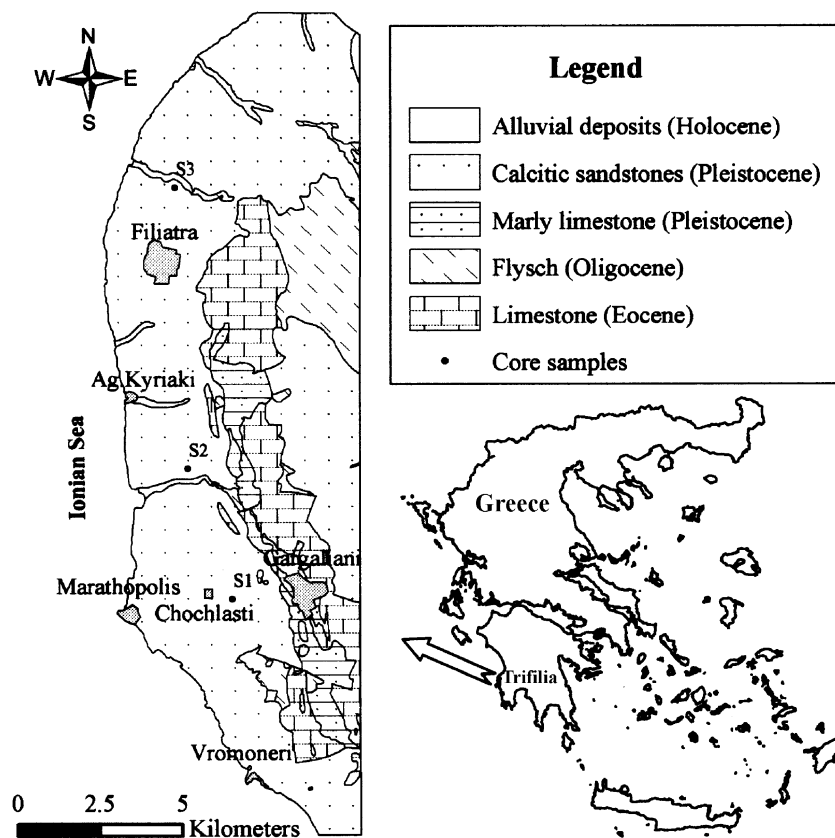 N
W E
S
S3
Filiatra
Ag.Kyriaki
S2
Ionian Sea
Gargaliani
S1
Marathopolis
Chochlasti
Vromoneri
0 2.5 5
Kilometers
Legend
Alluvial deposits (Holocene)
Calcitic sandstones (Pleistocene)
Marly limestone (Pleistocene)
Flysch (Oligocene)
Limestone (Eocene)
Core samples
Greece
Trifilia